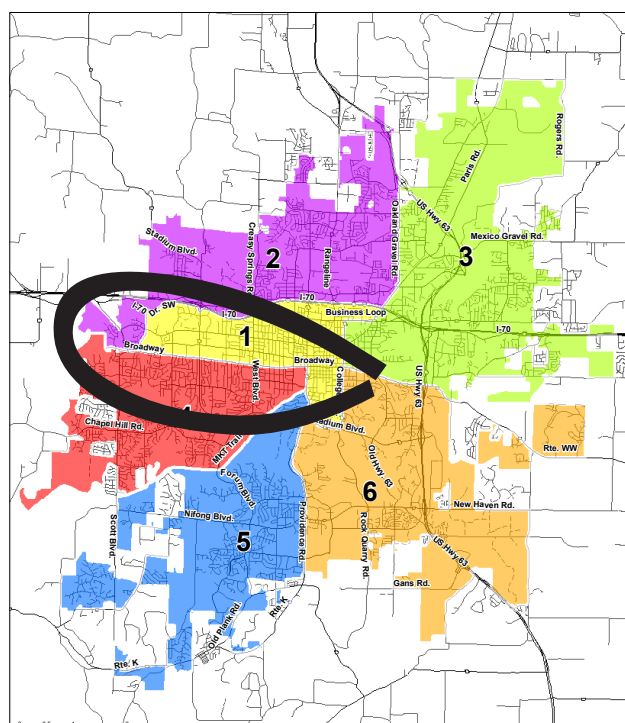 Rogers Rd.
Paris Rd.
US Hwy 63
Oakland Gravel Rd.
Stadium Blvd.
Creasy Springs R
Rangeline
Mexico Gravel Rd.
2
3
I-70
Dr. SW
I-70
I-70
Business Loop
I-70
1
Broadway
Broadway
West Blvd.
College
US Hwy 63
Chapel Hill Rd.
MKT Trail
adium Blvd.
Old Hwy. 63
Rte. WW
Forum Blvd.
6
New Haven Rd.
Nifong Blvd.
Providence Rd.
Scott Blvd.
5
Rock Quarry Rd.
US Hwy. 63
Gans Rd.
Old Plank Rd.
Rte. K
Rte. K